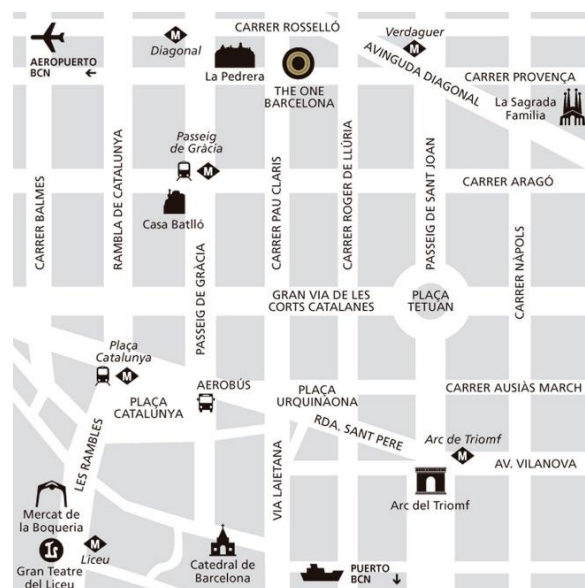 CARRER ROSSELLÓ
Verdaguer
M
M
Diagonal
AEROPUERTO
BCN
La Pedrera
THE ONE
BARCELONA
AVINGUDA DIAGONAL
CARRER PROVENÇA
La Sagrada
Familia
Passeig
de Gràcia
M
Casa Batlló
CARRER BALMES
RAMBLA DE CATALUNYA
PASSEIG DE GRÀCIA
CARRER PAU CLARIS
CARRER ROGER DE LLÚRIA
PASSEIG DE SANT JOAN
CARRER ARAGÓ
CARRER NÀPOLS
GRAN VIA DE LES
CORTS CATALANES
PLAÇA
TETUAN
Plaça
Catalunya
M
PLAÇA
CATALUNYA
AEROBÚS
PLAÇA
URQUINAONA
CARRER AUSIÀS MARCH
RDA. SANT PERE
Arc de Triomf
M
AV. VILANOVA
LES RAMBLES
VIA LAIETANA
Arc del Triomf
Mercat de
la Boqueria
M
Liceu
Gran Teatre
del Liceu
Catedral de
Barcelona
PUERTO
BCN